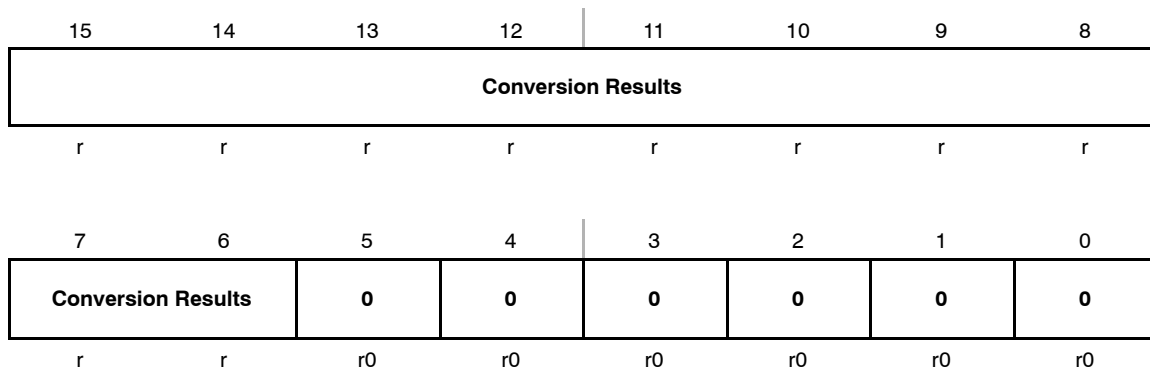 15 14 13 12 11 10 9 8
Conversion Results
r r r r r r r r
7 6 5 4 3 2 1 0
Conversion Results 0 0 0 0 0 0
r r r0 r0 r0 r0 r0 r0